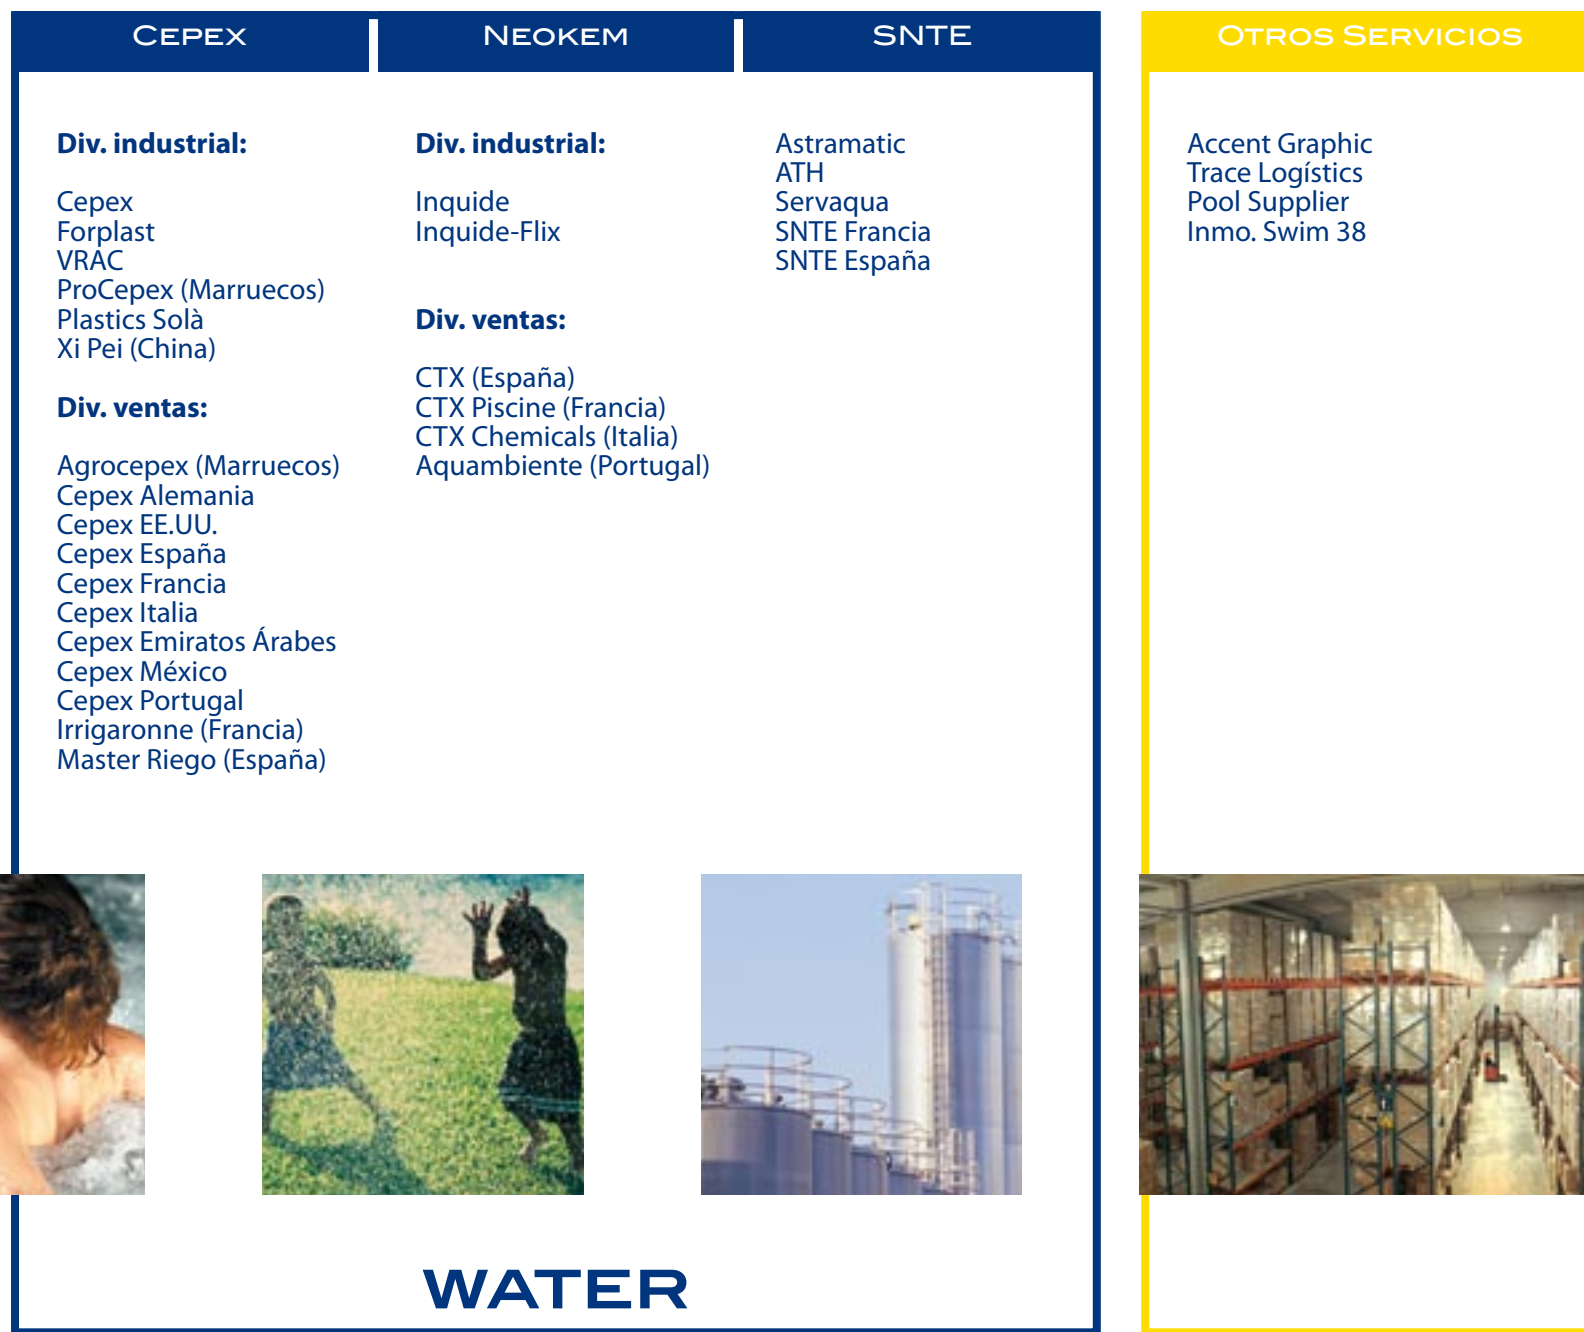 CEPEX
Div. industrial:
Cepex
Forplast
VRAC
ProCepex (Marruecos)
Plastics Solà
Xi Pei (China)
Div. ventas:
Agrocepex (Marruecos)
Cepex Alemania
Cepex EE.UU.
Cepex España
Cepex Francia
Cepex Italia
Cepex Emiratos Árabes
Cepex México
Cepex Portugal
Irrigaronne (Francia)
Master Riego (España)
NEOKEM
Div. industrial:
Inquide
Inquide-Flix
Div. ventas:
CTX (España)
CTX Piscine (Francia)
CTX Chemicals (Italia)
Aquambiente (Portugal)
SNTE
Astramatic
ATH
Servaqua
SNTE Francia
SNTE España
WATER
OTROS SERVICIOS
Accent Graphic
Trace Logístics
Pool Supplier
Inmo. Swim 38